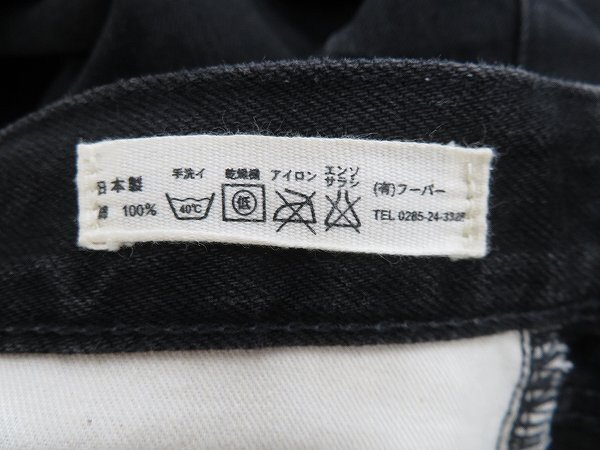 日本製
綿 100%
手洗イ
40℃
乾燥機
低
アイロン
エンソ
サラシ
(有)フーバー
TEL 0285-24-